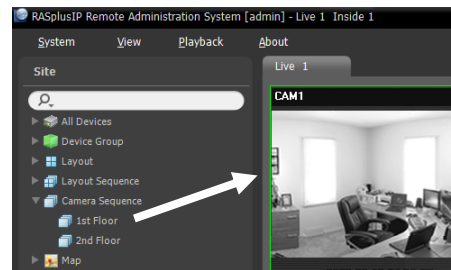 RASplusIP Remote Administration System [admin] - Live 1 Inside 1
System View Playback About
Site
Live 1
CAM1
All Devices
Device Group
Layout
Layout Sequence
Camera Sequence
1st Floor
2nd Floor
Map